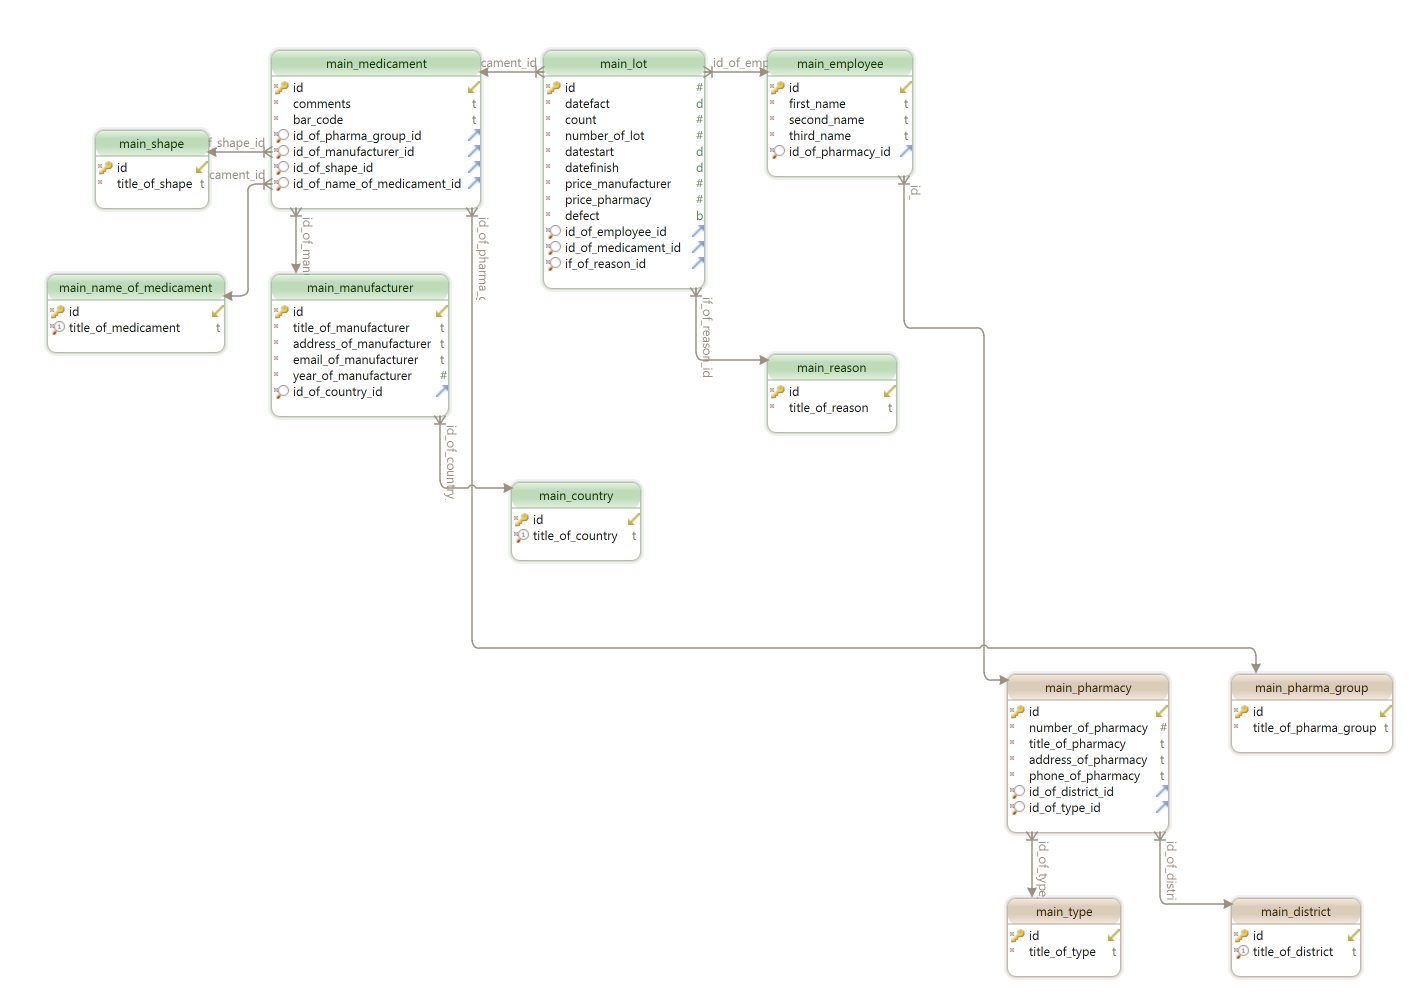 main_medicament
id
comments t
bar_code t
id_of_pharma_group_id
id_of_manufacturer_id
id_of_shape_id
id_of_name_of_medicament_id
cament_id
main_lot
id #
datefact d
count #
number_of_lot #
datestart d
datefinish d
price_manufacturer #
price_pharmacy #
defect b
id_of_employee_id
id_of_medicament_id
if_of_reason_id
id_of_emp
main_employee
id
first_name t
second_name t
third_name t
id_of_pharmacy_id
id_
main_shape
id
title_of_shape t
f_shape_id
cament_id
main_name_of_medicament
id
title_of_medicament t
id_of_man
id_of_pharma_g
main_manufacturer
id
title_of_manufacturer t
address_of_manufacturer t
email_of_manufacturer t
year_of_manufacturer #
id_of_country_id
if_of_reason_id
main_reason
id
title_of_reason t
id_of_country
main_country
id
title_of_country t
main_pharmacy
id
number_of_pharmacy #
title_of_pharmacy t
address_of_pharmacy t
phone_of_pharmacy t
id_of_district_id
id_of_type_id
main_pharma_group
id
title_of_pharma_group t
id_of_type
id_of_distri
main_type
id
title_of_type t
main_district
id
title_of_district t